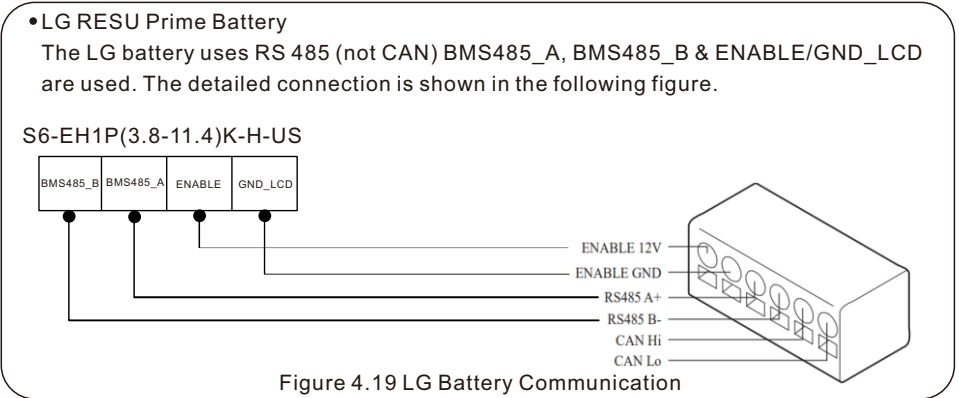 •LG RESU Prime Battery
The LG battery uses RS 485 (not CAN) BMS485_A, BMS485_B & ENABLE/GND_LCD
are used. The detailed connection is shown in the following figure.
S6-EH1P(3.8-11.4)K-H-US
BMS485_B BMS485_A ENABLE GND_LCD
ENABLE 12V
ENABLE GND
RS485 A+
RS485 B-
CAN Hi
CAN Lo
Figure 4.19 LG Battery Communication